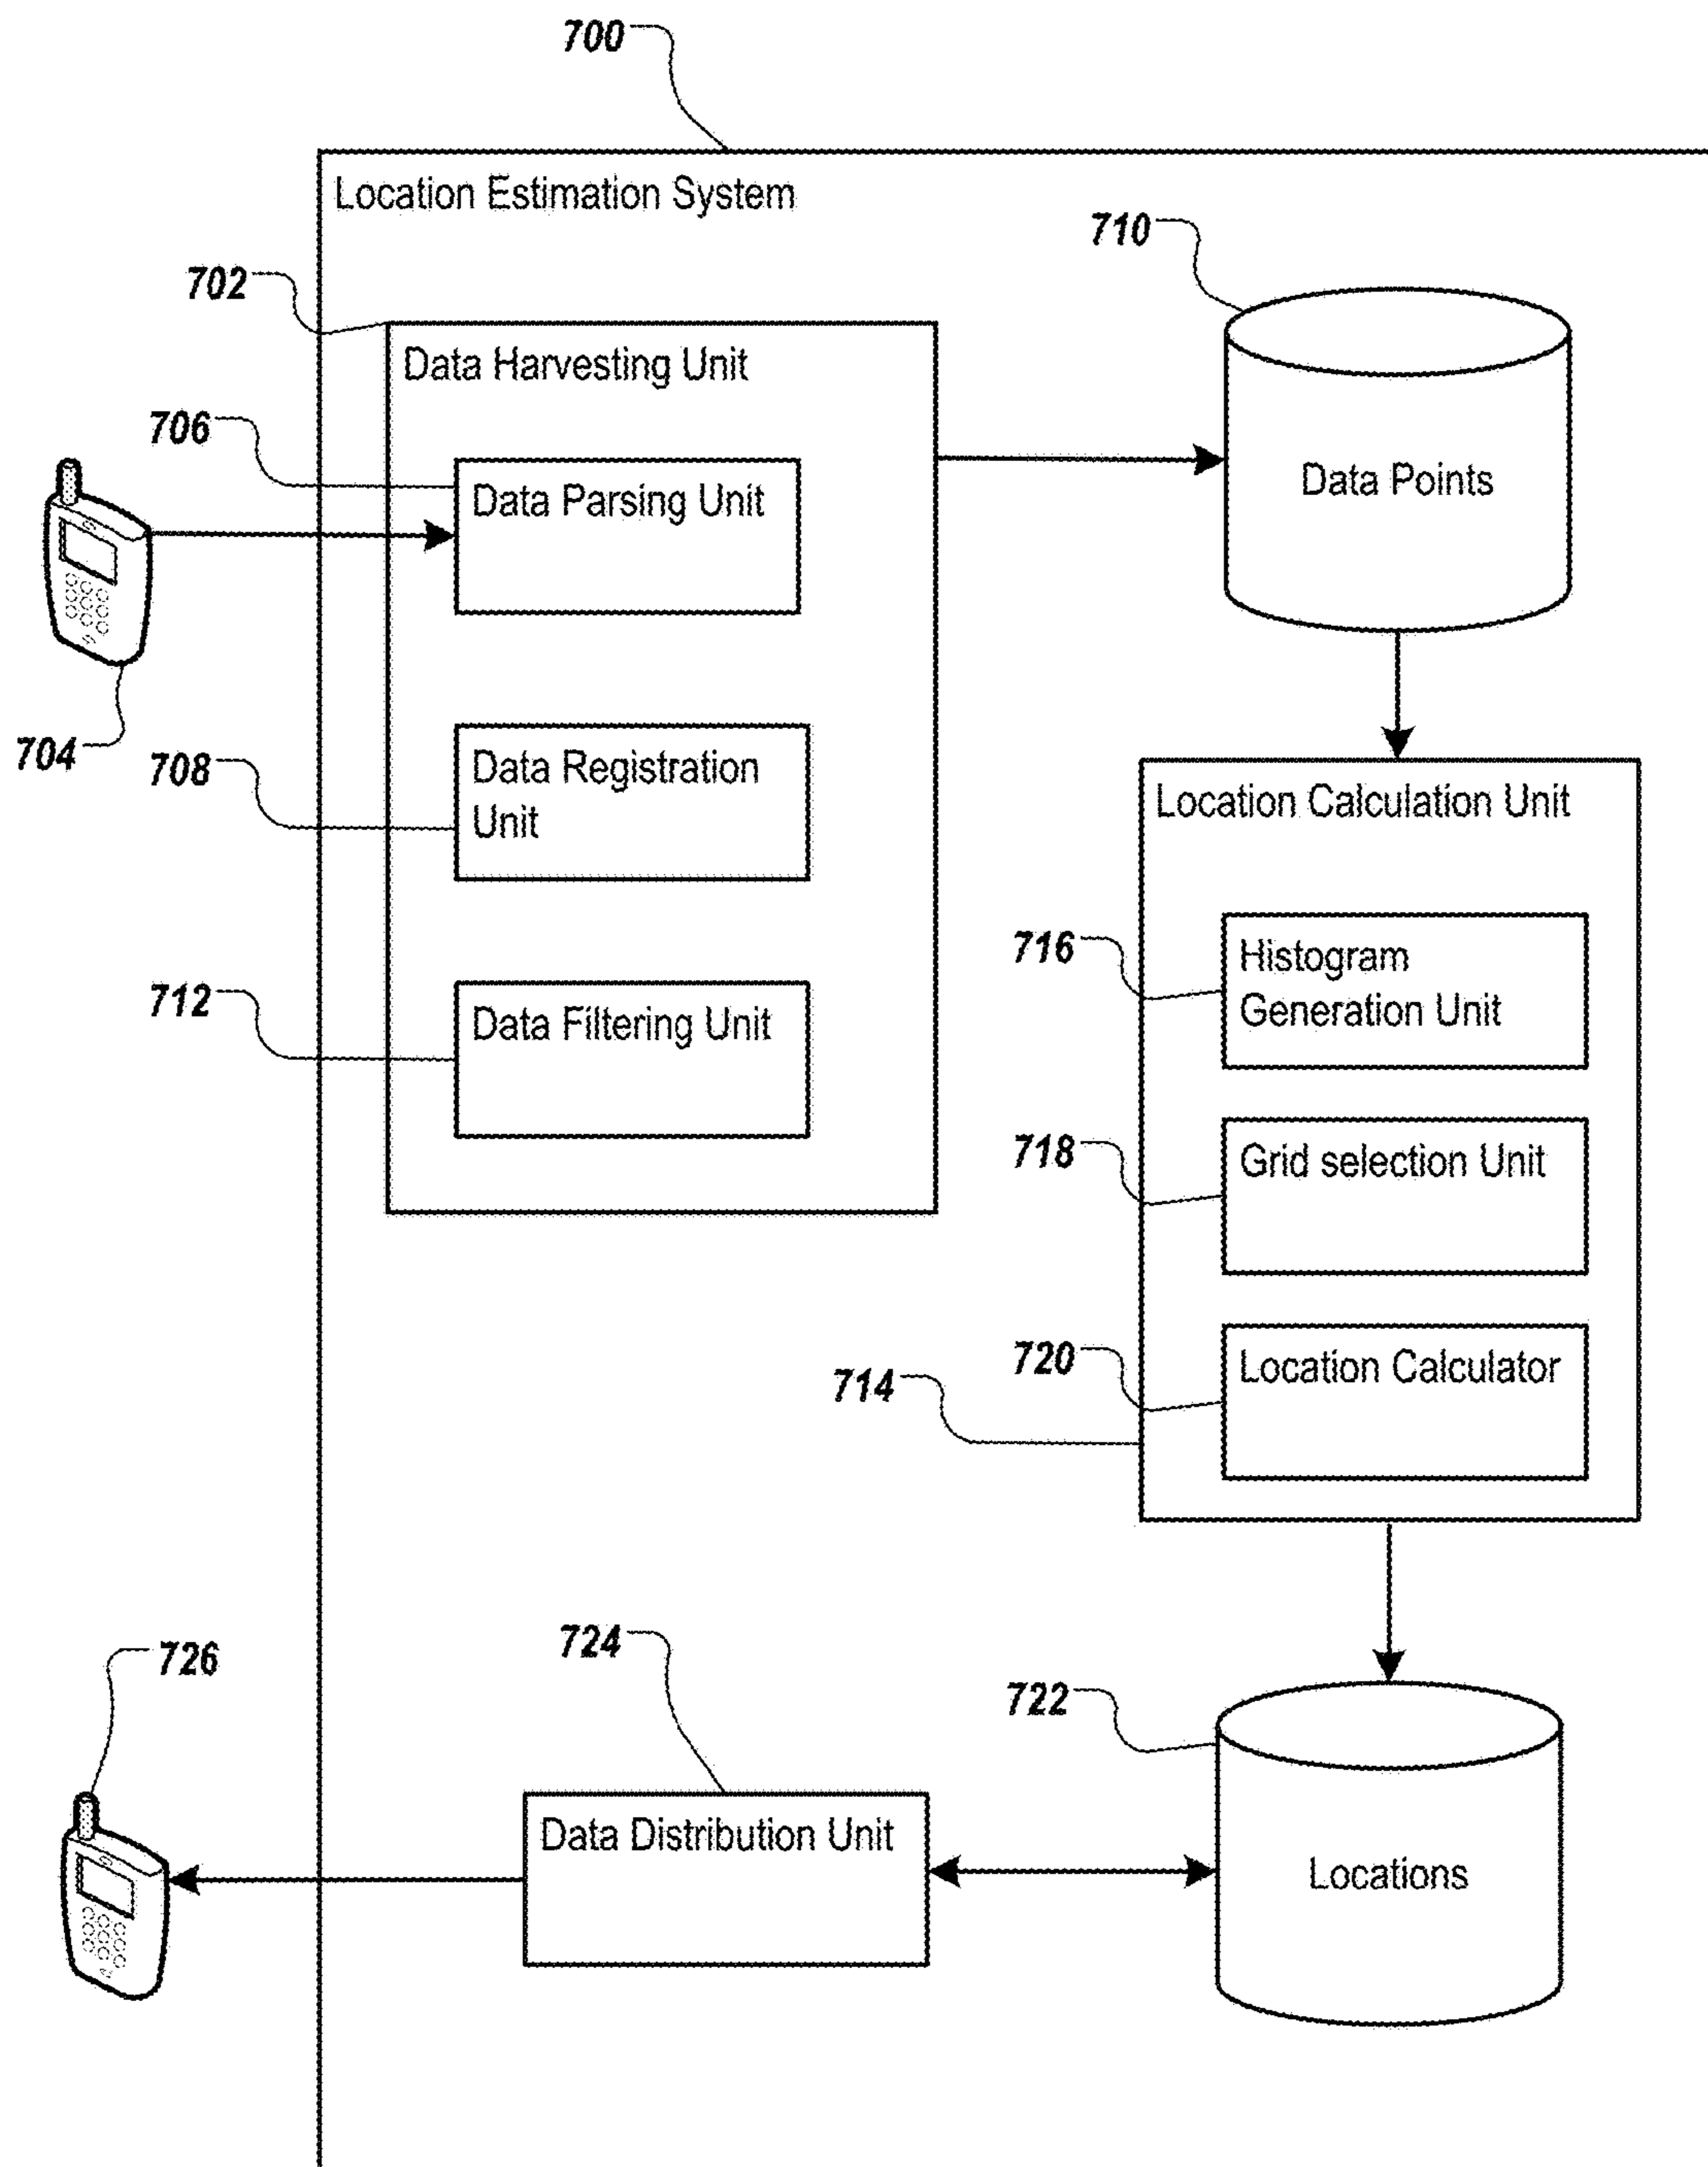 700
Location Estimation System
710
702
Data Harvesting Unit
706
Data Parsing Unit
Data Points
704
708
Data Registration
Unit
Location Calculation Unit
712
Data Filtering Unit
716
Histogram
Generation Unit
718
Grid selection Unit
720
Location Calculator
714
726
724
722
Data Distribution Unit
Locations